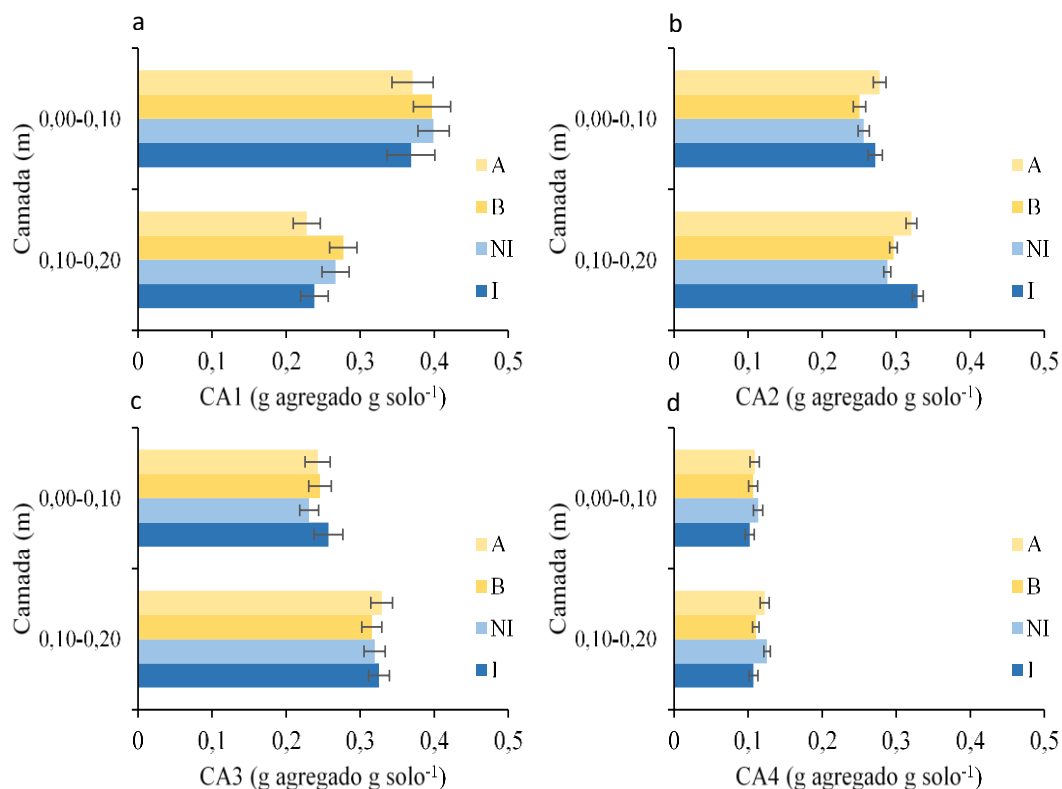 a
Camada (m)
0,00-0,10
0,10-0,20
A
B
NI
I
0 0,1 0,2 0,3 0,4 0,5
CA1 (g agregado g solo⁻¹)
b
Camada (m)
0,00-0,10
0,10-0,20
A
B
NI
I
0 0,1 0,2 0,3 0,4 0,5
CA2 (g agregado g solo⁻¹)
c
Camada (m)
0,00-0,10
0,10-0,20
A
B
NI
I
0 0,1 0,2 0,3 0,4 0,5
CA3 (g agregado g solo⁻¹)
d
Camada (m)
0,00-0,10
0,10-0,20
A
B
NI
I
0 0,1 0,2 0,3 0,4 0,5
CA4 (g agregado g solo⁻¹)